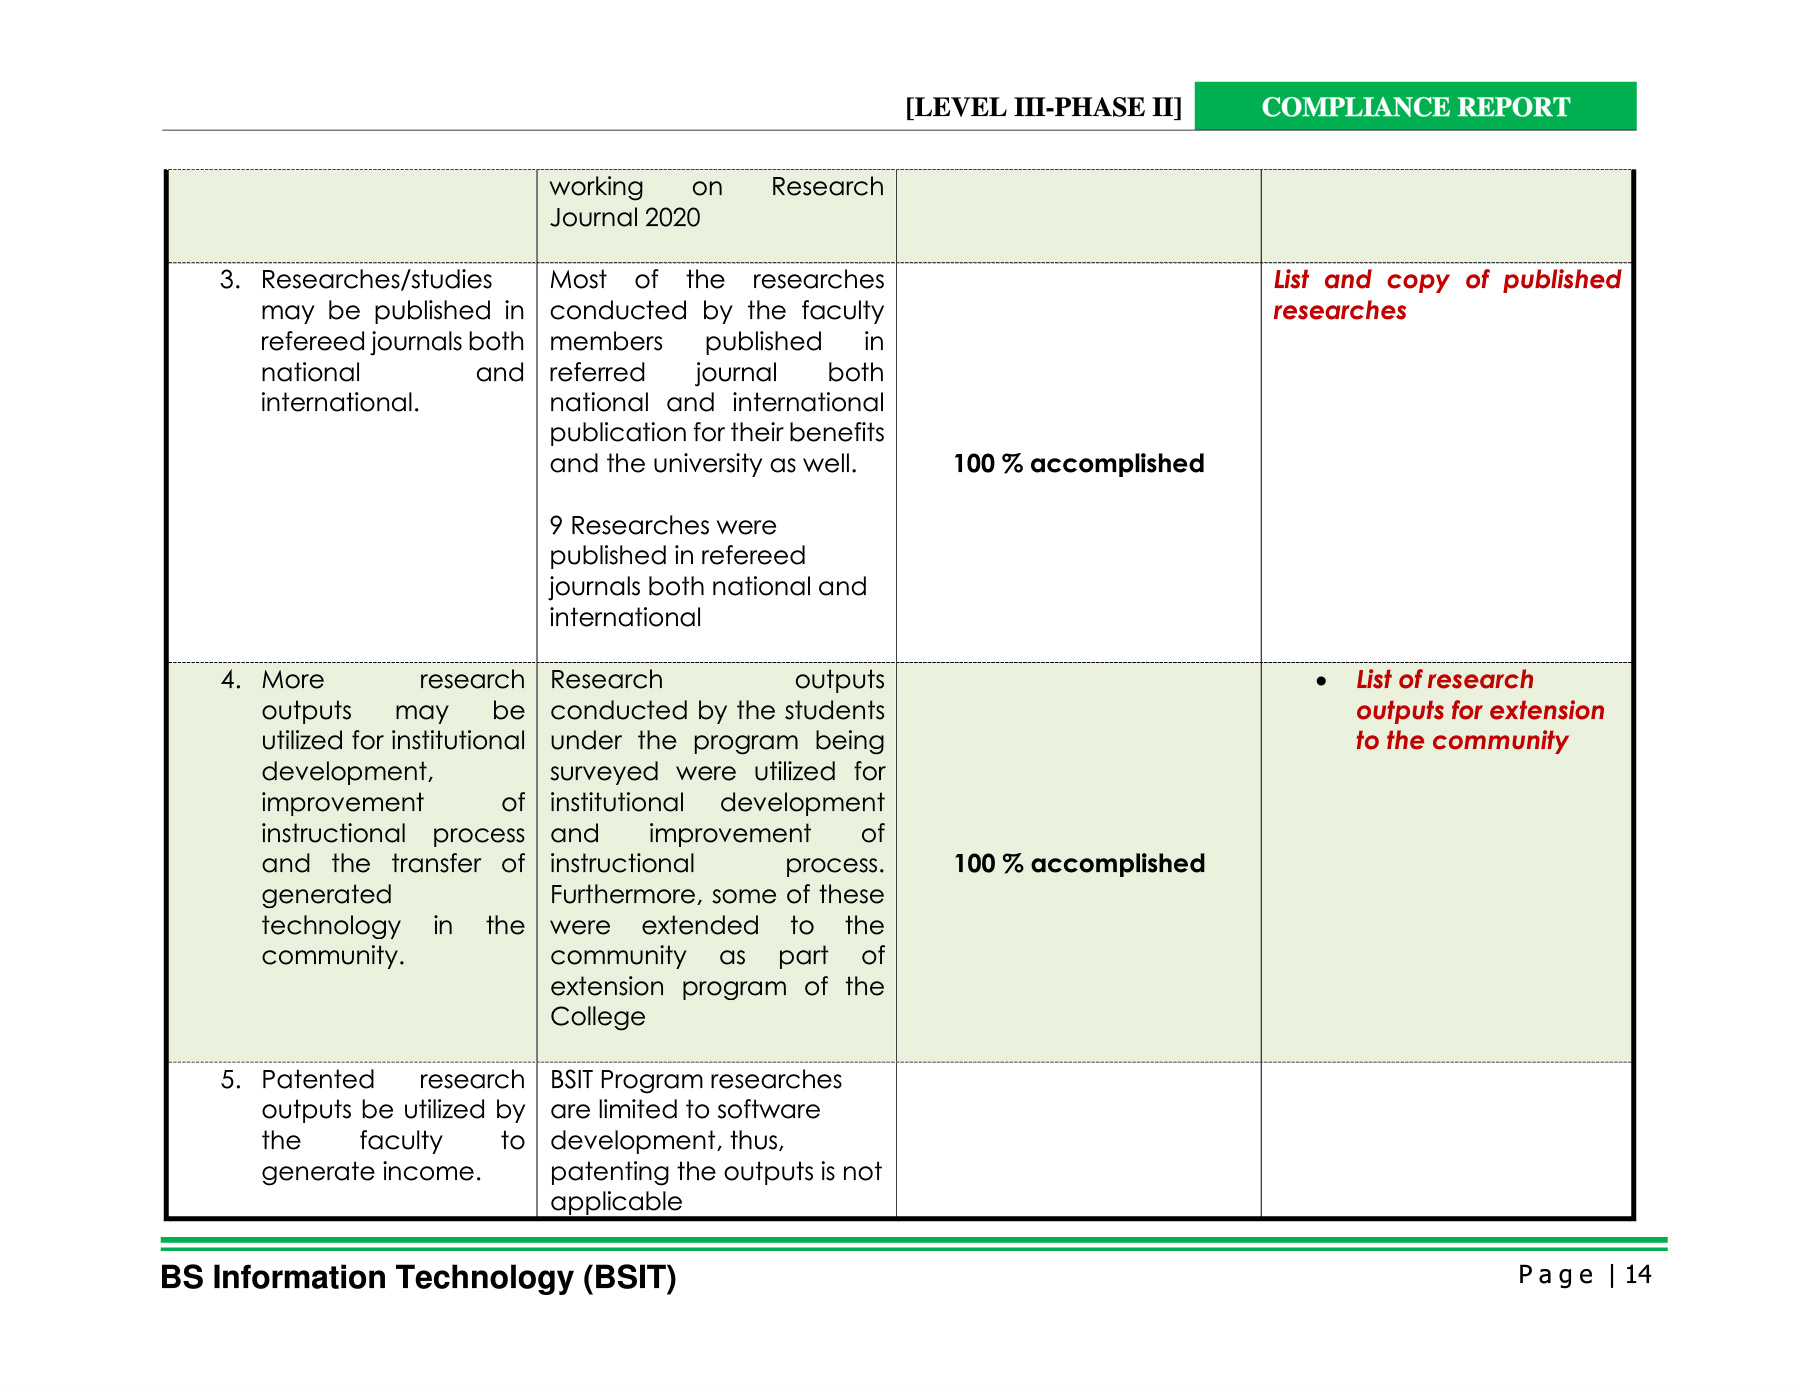 [LEVEL III-PHASE II] COMPLIANCE REPORT
working on Research
Journal 2020
3. Researches/studies
may be published in
refereed journals both
national and
international.
Most of the researches
conducted by the faculty
members published in
referred journal both
national and international
publication for their benefits
and the university as well.
9 Researches were
published in refereed
journals both national and
international
100 % accomplished
List and copy of published
researches
4. More research
outputs may be
utilized for institutional
development,
improvement of
instructional process
and the transfer of
generated
technology in the
community.
Research outputs
conducted by the students
under the program being
surveyed were utilized for
institutional development
and improvement of
instructional process.
Furthermore, some of these
were extended to the
community as part of
extension program of the
College
100 % accomplished
• List of research
outputs for extension
to the community
5. Patented research
outputs be utilized by
the faculty to
generate income.
BSIT Program researches
are limited to software
development, thus,
patenting the outputs is not
applicable
BS Information Technology (BSIT)
Page | 14